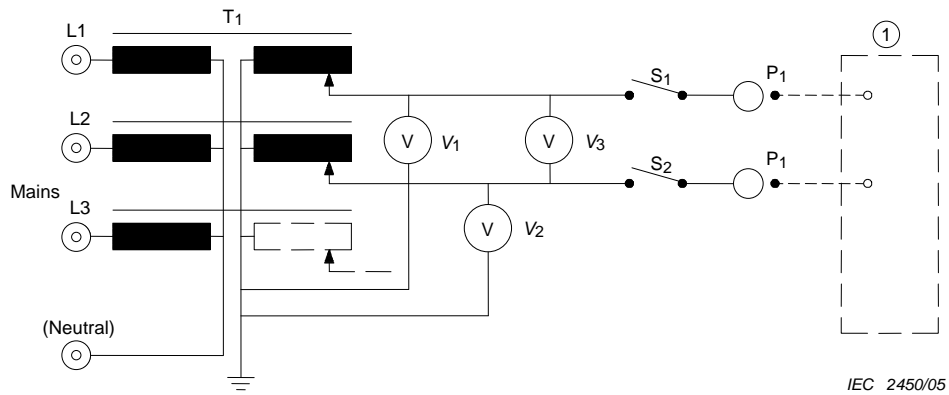 T1
L1
1
S1
P1
V
V1
V
V3
L2
S2
P1
Mains
L3
V
V2
(Neutral)
IEC 2450/05